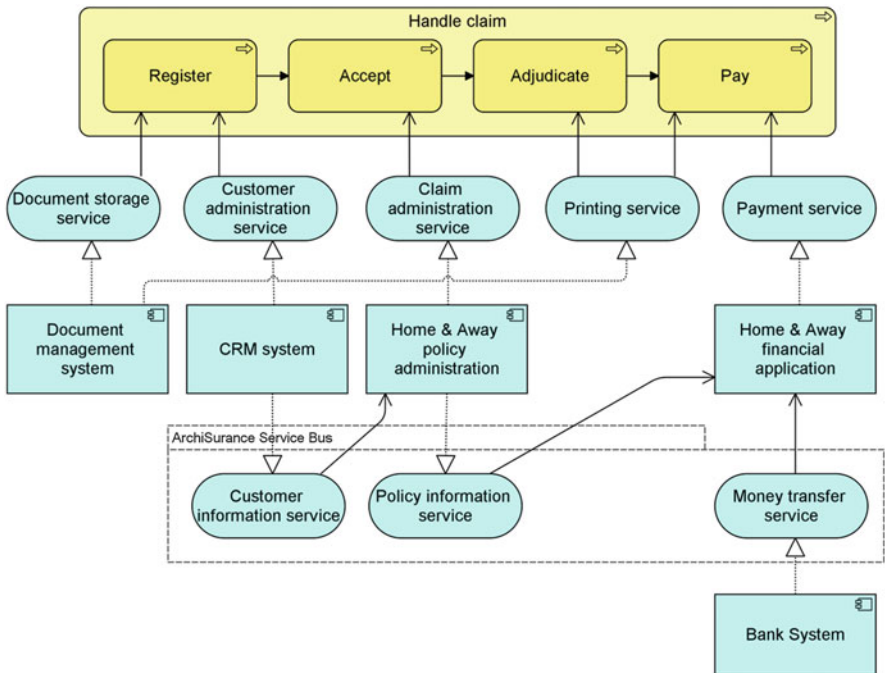 Handle claim
Register
Accept
Adjudicate
Pay
Document storage
service
Customer
administration
service
Claim
administration
service
Printing service
Payment service
Document
management
system
CRM system
Home & Away
policy
administration
Home & Away
financial
application
ArchiSurance Service Bus
Customer
information service
Policy information
service
Money transfer
service
Bank System